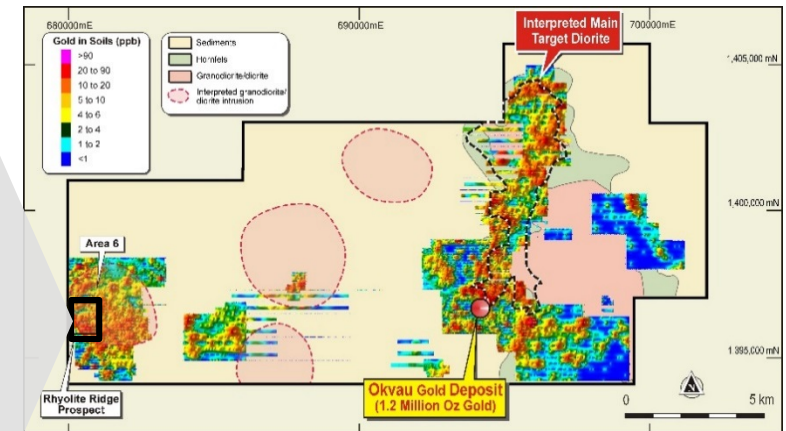 680000mE
690000mE
700000mE
Gold in Soils (ppb)
>90
20 to 90
10 to 20
5 to 10
4 to 6
2 to 4
1 to 2
<1
Sediments
Hornfels
Granodiorite/diorite
Interpreted granodiorite/
diorite intrusion
Interpreted Main
Target Diorite
1,405,000 mN
1,400,000 mN
Area 6
1,395,000 mN
Rhyolite Ridge
Prospect
Okvau Gold Deposit
(1.2 Million Oz Gold)
0
5 km